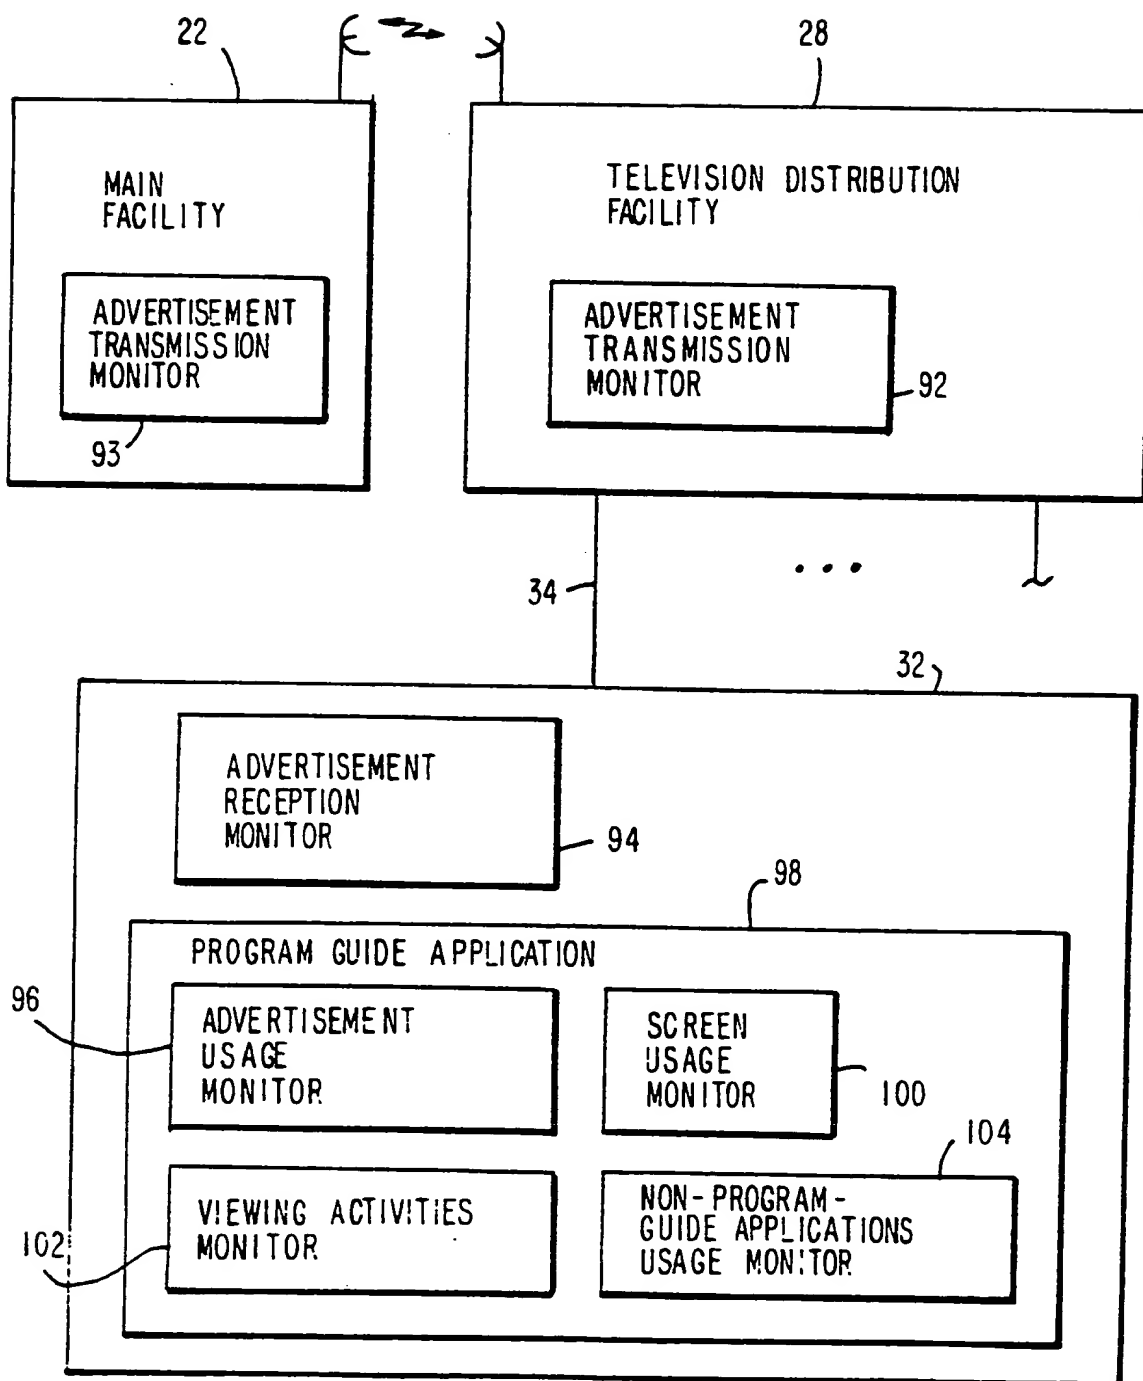 22
28
MAIN
FACILITY
TELEVISION DISTRIBUTION
FACILITY
ADVERTISEMENT
TRANSMISSION
MONITOR
93
ADVERTISEMENT
TRANSMISSION
MONITOR
92
34
...
32
ADVERTISEMENT
RECEPTION
MONITOR
94
98
PROGRAM GUIDE APPLICATION
96
ADVERTISEMENT
USAGE
MONITOR
SCREEN
USAGE
MONITOR
100
104
VIEWING ACTIVITIES
MONITOR
102
NON-PROGRAM-
GUIDE APPLICATIONS
USAGE MONITOR